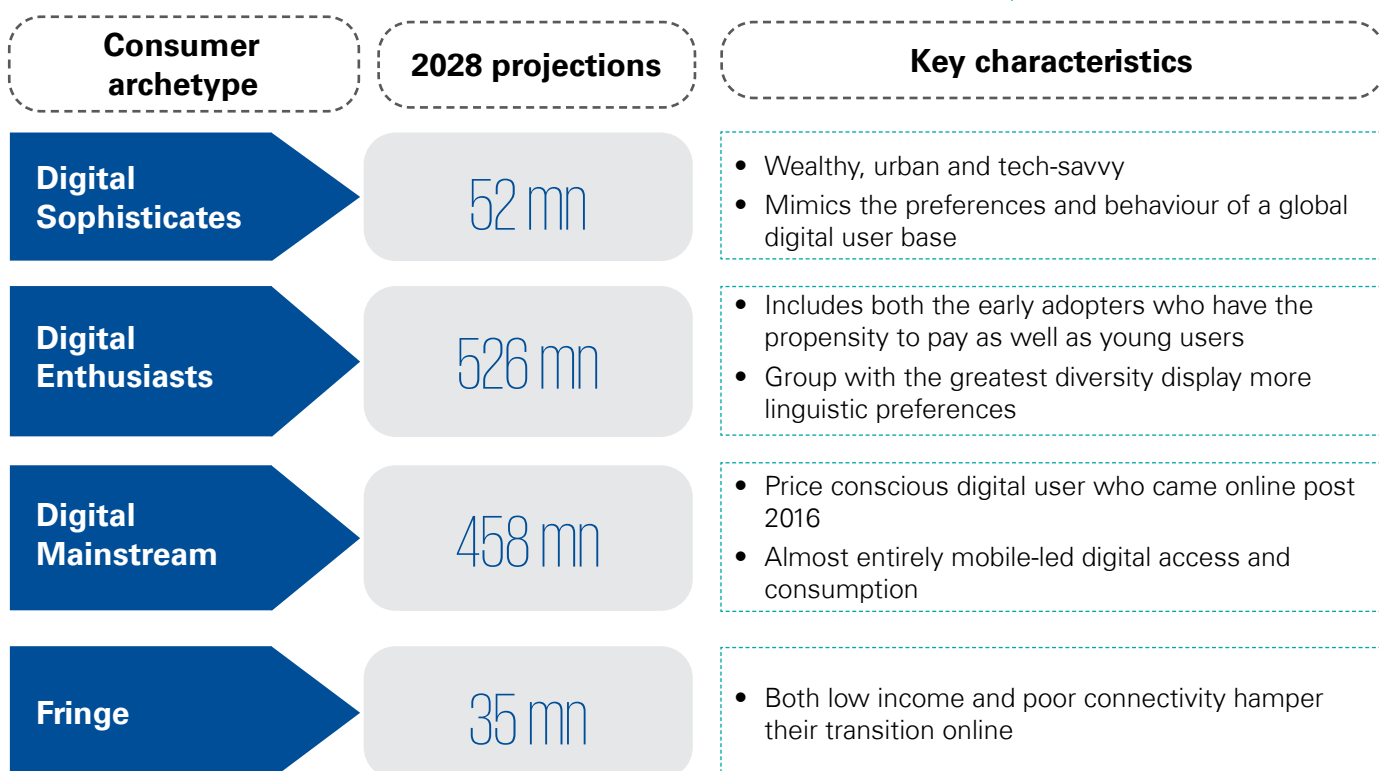 Consumer
archetype
2028 projections
Key characteristics
Digital
Sophisticates
52 mn
• Wealthy, urban and tech-savvy
• Mimics the preferences and behaviour of a global
digital user base
Digital
Enthusiasts
526 mn
• Includes both the early adopters who have the
propensity to pay as well as young users
• Group with the greatest diversity display more
linguistic preferences
Digital
Mainstream
458 mn
• Price conscious digital user who came online post
2016
• Almost entirely mobile-led digital access and
consumption
Fringe
35 mn
• Both low income and poor connectivity hamper
their transition online